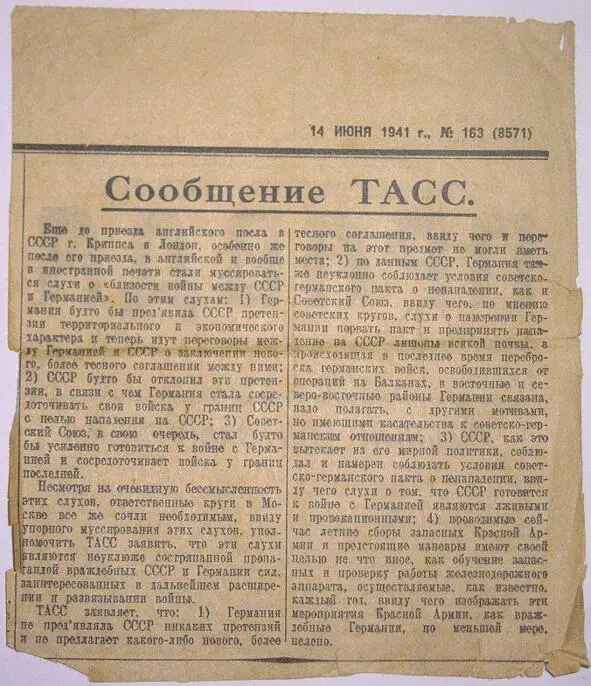 14 ИЮНЯ 1941 г., № 163 (8571)
Сообщение ТАСС.
Еще до приезда английского посла в
СССР г. Криппса в Лондон, особенно же
после его приезда, в английской и вообще
в иностранной печати стали муссировать-
ся слухи о «близости войны между СССР
и Германией». По этим слухам: 1) Гер-
мания будто бы пред'явила СССР претен-
зии территориального и экономического
характера и теперь идут переговоры меж-
лу Германией и СССР о заключении ново-
го, более тесного соглашения между ними;
2) СССР будто бы отклонил эти претен-
зии, в связи с чем Германия стала сосре-
доточивать свои войска у границ СССР
с целью нападения на СССР; 3) Совет-
ский Союз, в свою очередь, стал будто
бы усиленно готовиться к войне с Герма-
нией и сосредоточивает войска у границ
последней.
Несмотря на очевидную бессмысленность
этих слухов, ответственные круги в Мо-
скве все же сочли необходимым, ввиду
упорного муссирования этих слухов, упол-
номочить ТАСС заявить, что эти слухи
являются неуклюже состряпанной пропа-
гандой враждебных СССР и Германии сил,
заинтересованных в дальнейшем расшире-
нии и развязывании войны.
ТАСС заявляет, что: 1) Германия
не пред'являла СССР никаких претензий
и не предлагает какого-либо нового, более
тесного соглашения, ввиду чего и пере-
говоры на этот предмет не могли иметь
места; 2) по данным СССР, Германия так-
же неуклонно соблюдает условия советско-
германского пакта о ненападении, как и
Советский Союз, ввиду чего, по мнению
советских кругов, слухи о намерении Гер-
мании порвать пакт и предпринять напа-
дение на СССР лишены всякой почвы, а
происходящая в последнее время перебро-
ска германских войск, освободившихся от
операций на Балканах, в восточные и се-
веро-восточные районы Германии связана,
надо полагать, с другими мотивами,
не имеющими касательства к советско-гер-
манским отношениям; 3) СССР, как это
вытекает из его мирной политики, соблю-
дал и намерен соблюдать условия совет-
ско-германского пакта о ненападении, вви-
ду чего слухи о том, что СССР готовится
к войне с Германией являются лживыми
и провокационными; 4) проводимые сей-
час летние сборы запасных Красной Ар-
мии и предстоящие маневры имеют своей
целью не что иное, как обучение запас-
ных и проверку работы железнодорожного
аппарата, осуществляемые, как известно,
каждый год, ввиду чего изображать эти
мероприятия Красной Армии, как враж-
дебные Германии, по меньшей мере,
нелепо.